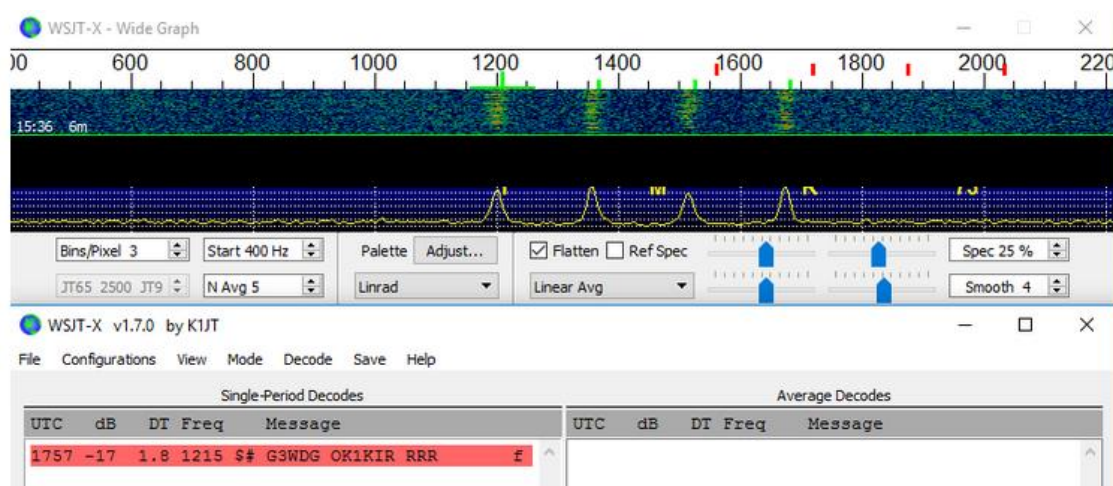 WSJT-X - Wide Graph
00 600 800 1000 1200 1400 1600 1800 2000 220
15:36 6m
M R 73
Bins/Pixel 3 Start 400 Hz Palette Adjust... Flatten Ref Spec Spec 25 %
JT65 2500 JT9 N Avg 5 Linrad Linear Avg Smooth 4
WSJT-X v1.7.0 by K1JT
File Configurations View Mode Decode Save Help
Single-Period Decodes Average Decodes
UTC dB DT Freq Message UTC dB DT Freq Message
1757 -17 1.8 1215 $# G3WDG OK1KIR RRR f